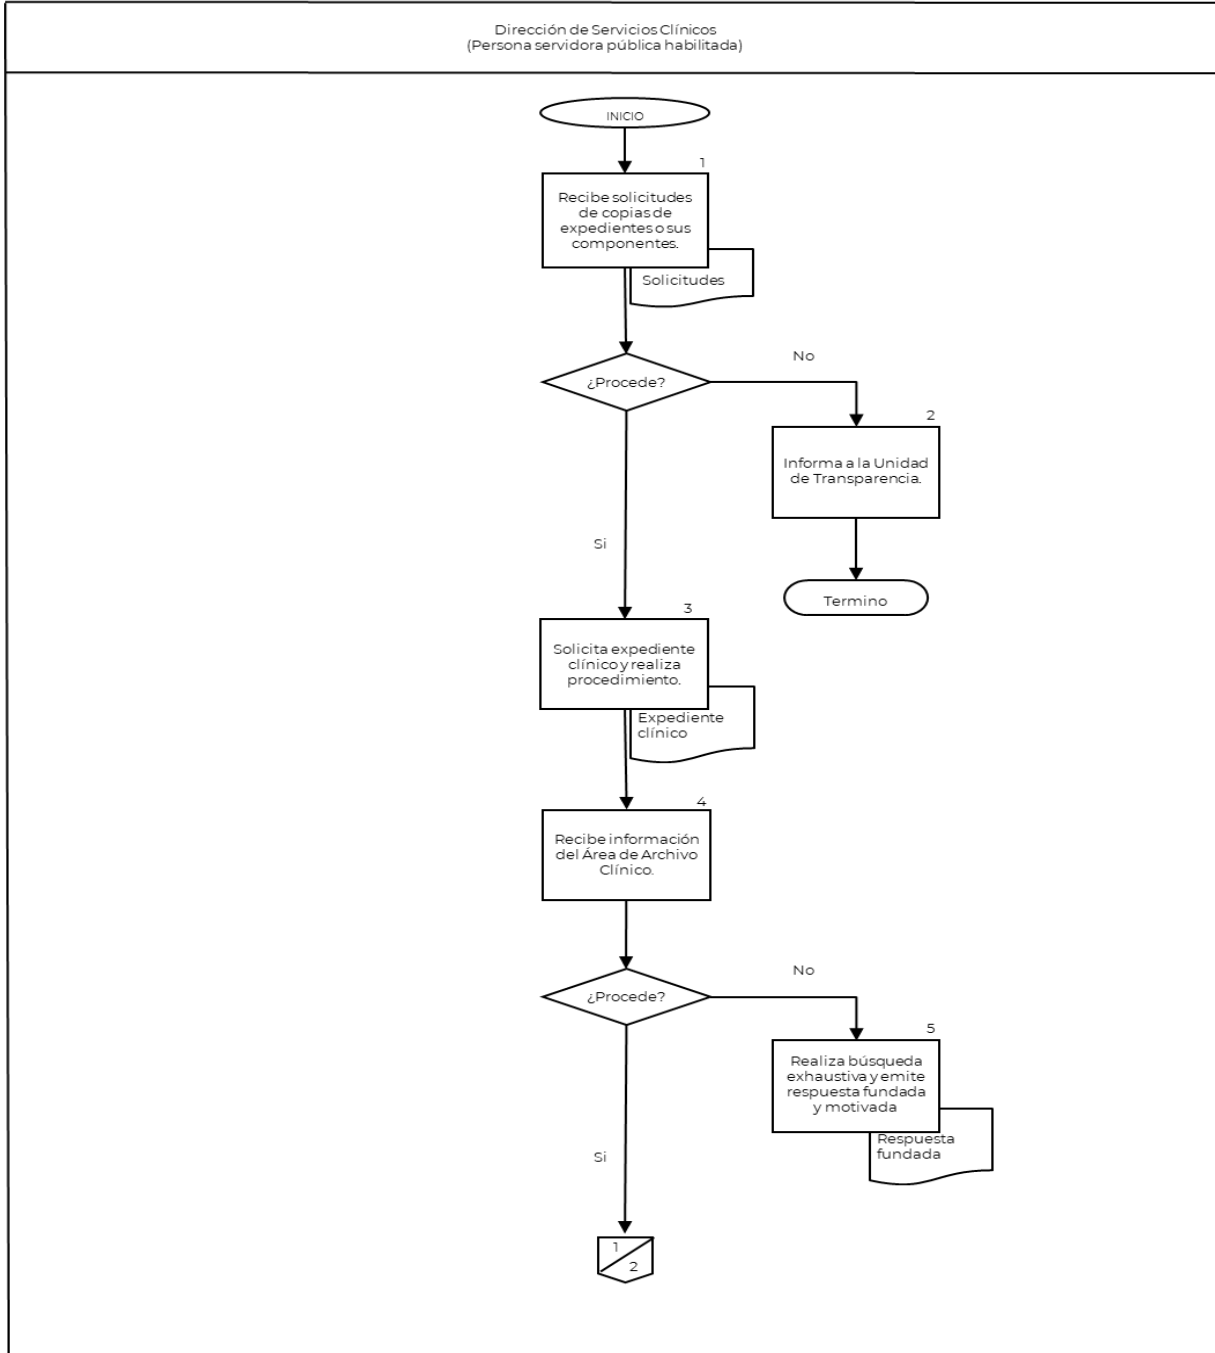 Dirección de Servicios Clínicos
(Persona servidora pública habilitada)
INICIO
1
Recibe solicitudes
de copias de
expedientes o sus
componentes.
Solicitudes
¿Procede?
No
2
Informa a la Unidad
de Transparencia.
Si
Termino
3
Solicita expediente
clínico y realiza
procedimiento.
Expediente
clínico
4
Recibe información
del Área de Archivo
Clínico.
¿Procede?
No
5
Realiza búsqueda
exhaustiva y emite
respuesta fundada
y motivada
Respuesta
fundada
Si
1
2